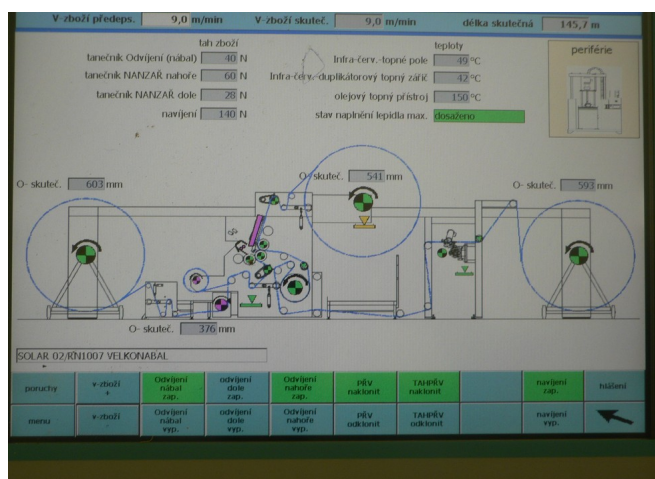 V-zboží předeps. 9,0 m/min V-zboží skuteč. 9,0 m/min délka skutečná 145,7 m
tah zboží teploty
tanečník Odvíjení (nábal) 40 N Infra-červ.-topné pole 49 °C
tanečník NANZAŘ nahoře 60 N Infra-červ.-duplikátorový topný zářič 42 °C
tanečník NANZAŘ dole 28 N olejový topný přístroj 150 °C
navíjení 140 N stav naplnění lepidla max. dosaženo
periférie
O- skuteč. 603 mm O- skuteč. 541 mm O- skuteč. 593 mm
O- skuteč. 376 mm
SOLAR 02/RN1007 VELKONABAL
poruchy v-zboží + Odvíjení nábal zap. odvíjení dole zap. Odvíjení nahoře zap. PŘV naklonit TAHPŘV naklonit navíjení zap. hlášení
menu v-zboží - Odvíjení nábal vyp. odvíjení dole vyp. Odvíjení nahoře vyp. PŘV odklonit TAHPŘV odklonit navíjení vyp.